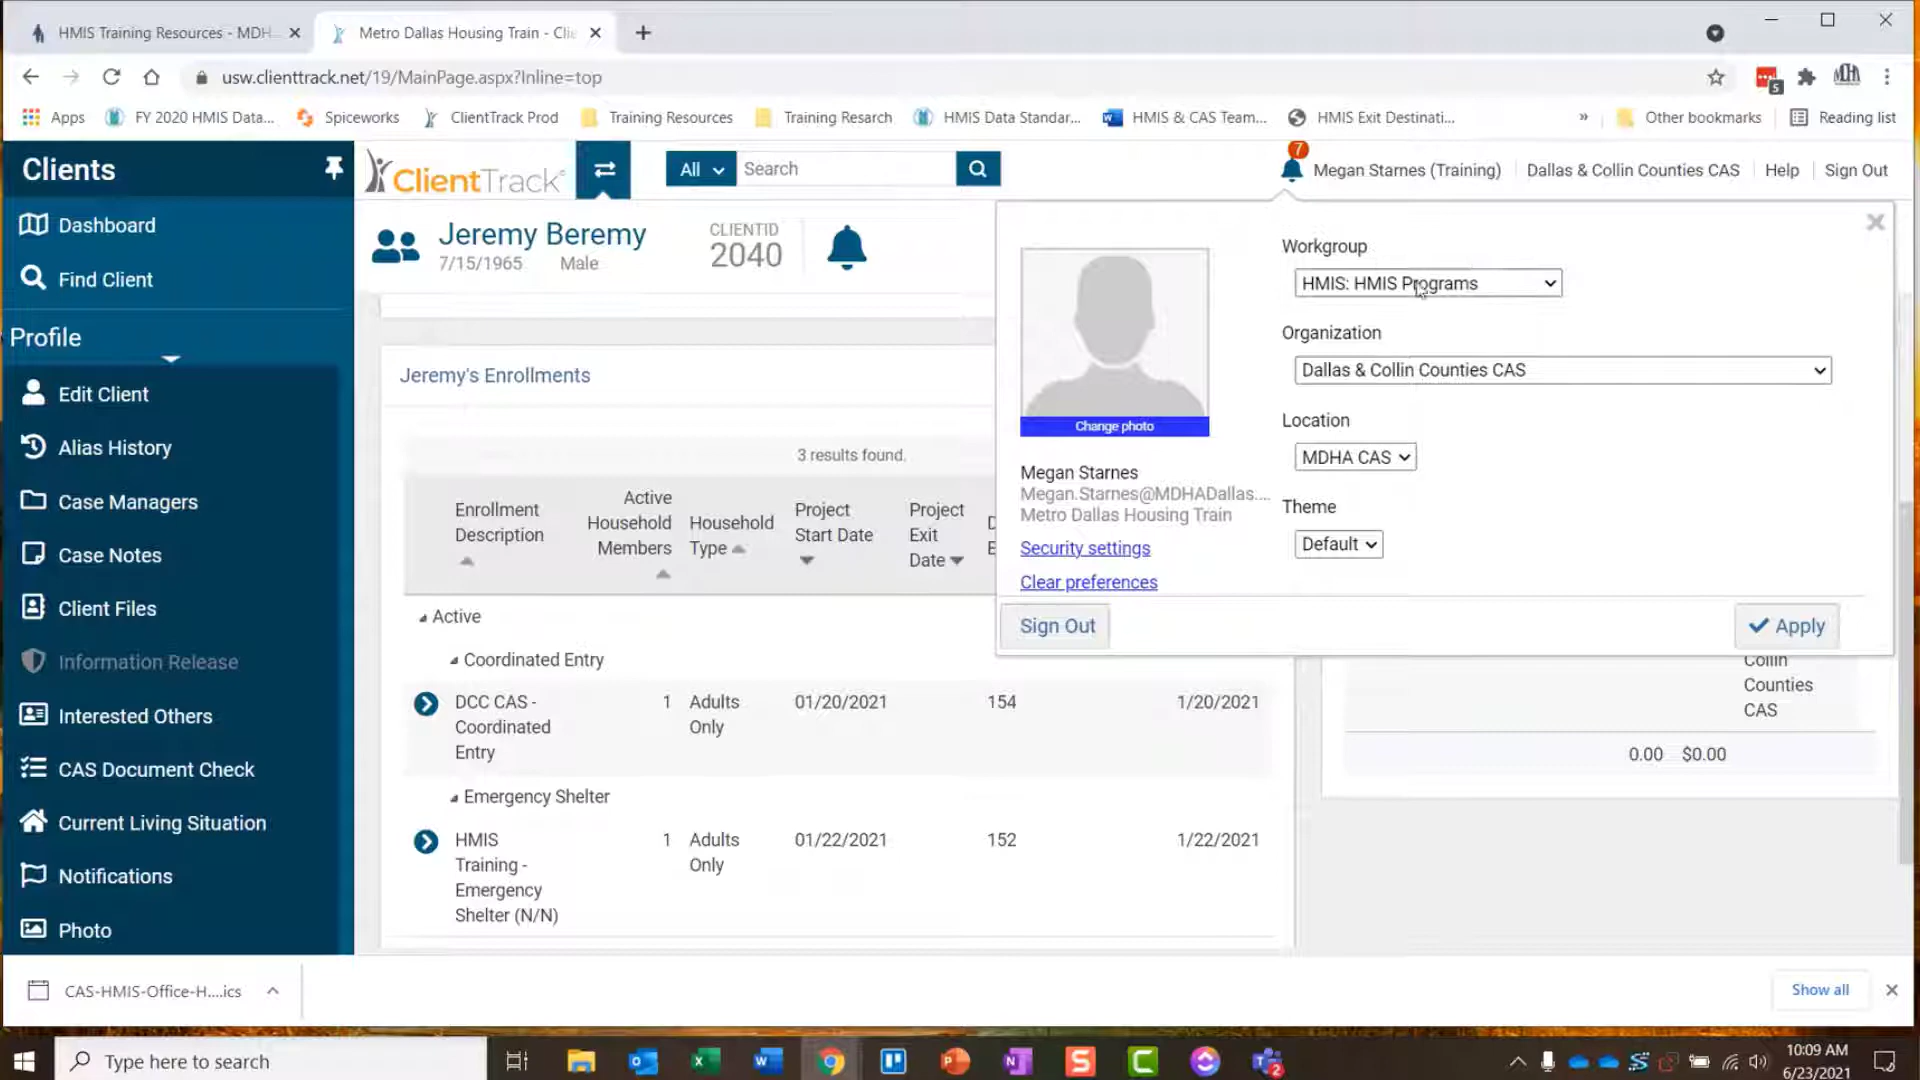 HMIS Training Resources - MDH
Metro Dallas Housing Train - Clie
usw.clienttrack.net/19/MainPage.aspx?Inline=top
5
Apps
FY 2020 HMIS Data...
Spiceworks
ClientTrack Prod
Training Resources
Training Resarch
HMIS Data Standar...
HMIS & CAS Team...
HMIS Exit Destinati...
»
Other bookmarks
Reading list
Clients
ClientTrack
All
Search
7
Megan Starnes (Training)
Dallas & Collin Counties CAS
Help
Sign Out
Dashboard
Find Client
Profile
Edit Client
Alias History
Case Managers
Case Notes
Client Files
Information Release
Interested Others
CAS Document Check
Current Living Situation
Notifications
Photo
Jeremy Beremy
7/15/1965 Male
CLIENTID
2040
Jeremy's Enrollments
3 results found.
Enrollment
Description
Active
Household
Members
Household
Type
Project
Start Date
Project
Exit
Date
Active
Coordinated Entry
DCC CAS - 1 Adults 01/20/2021 154 1/20/2021
Coordinated Only
Entry
Emergency Shelter
HMIS 1 Adults 01/22/2021 152 1/22/2021
Training - Only
Emergency
Shelter (N/N)
Change photo
Megan Starnes
Megan.Starnes@MDHADallas....
Metro Dallas Housing Train
Security settings
Clear preferences
Workgroup
HMIS: HMIS Programs
Organization
Dallas & Collin Counties CAS
Location
MDHA CAS
Theme
Default
Sign Out
Apply
Collin
Counties
CAS
0.00 $0.00
CAS-HMIS-Office-H....ics
Show all
Type here to search
2
10:09 AM
6/23/2021